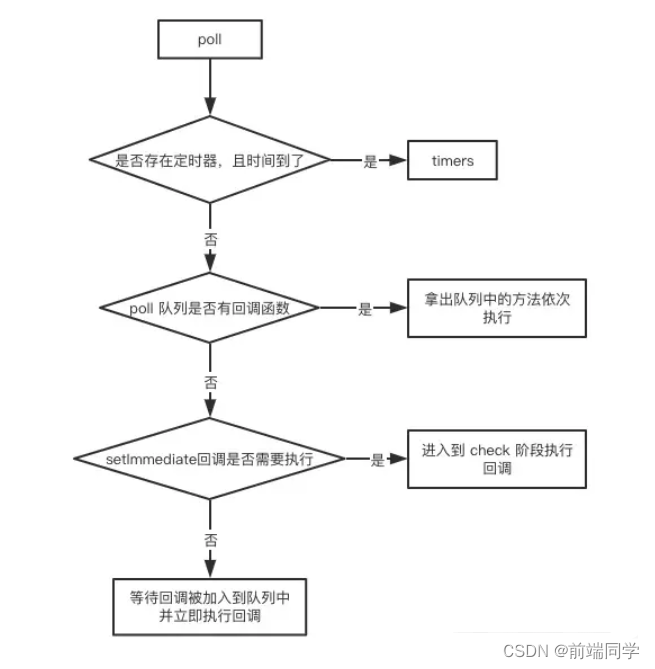 poll
是否存在定时器，且时间到了
是
timers
否
poll 队列是否有回调函数
是
拿出队列中的方法依次
执行
否
setImmediate回调是否需要执行
是
进入到 check 阶段执行
回调
否
等待回调被加入到队列中
并立即执行回调
CSDN @前端同学